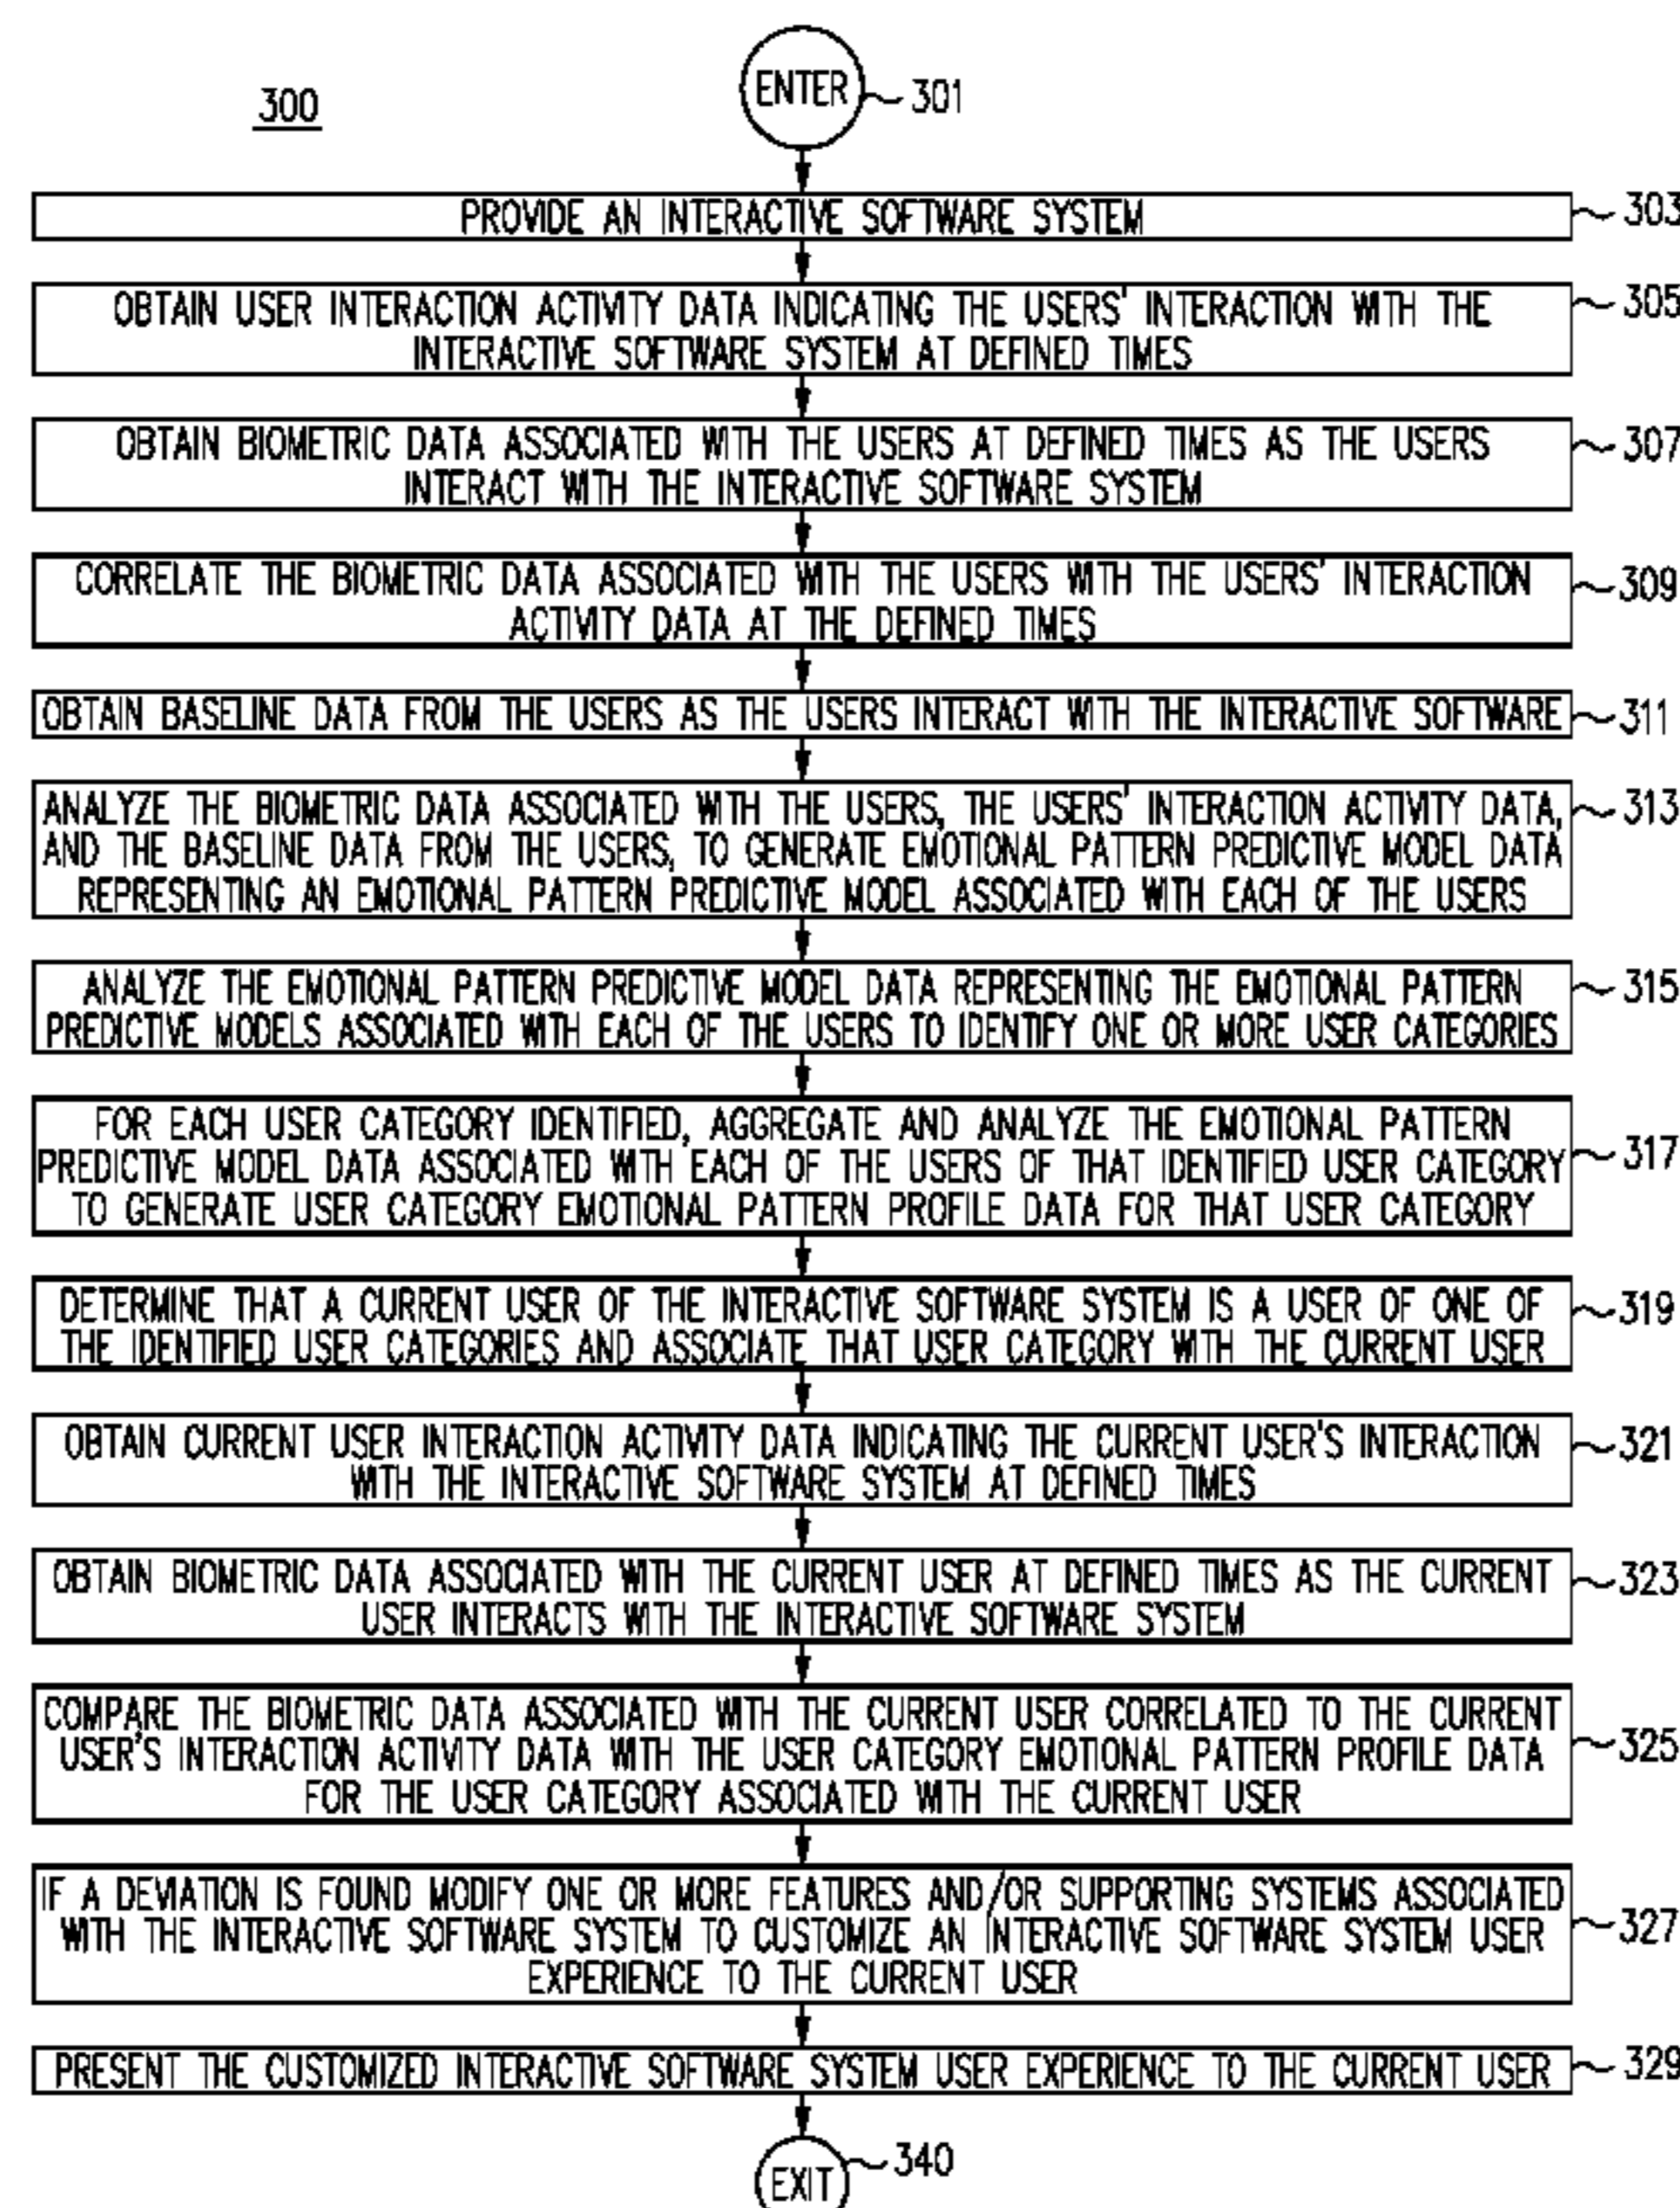 300
ENTER
301
PROVIDE AN INTERACTIVE SOFTWARE SYSTEM
303
OBTAIN USER INTERACTION ACTIVITY DATA INDICATING THE USERS' INTERACTION WITH THE
INTERACTIVE SOFTWARE SYSTEM AT DEFINED TIMES
305
OBTAIN BIOMETRIC DATA ASSOCIATED WITH THE USERS AT DEFINED TIMES AS THE USERS
INTERACT WITH THE INTERACTIVE SOFTWARE SYSTEM
307
CORRELATE THE BIOMETRIC DATA ASSOCIATED WITH THE USERS WITH THE USERS' INTERACTION
ACTIVITY DATA AT THE DEFINED TIMES
309
OBTAIN BASELINE DATA FROM THE USERS AS THE USERS INTERACT WITH THE INTERACTIVE SOFTWARE
311
ANALYZE THE BIOMETRIC DATA ASSOCIATED WITH THE USERS, THE USERS' INTERACTION ACTIVITY DATA,
AND THE BASELINE DATA FROM THE USERS, TO GENERATE EMOTIONAL PATTERN PREDICTIVE MODEL DATA
REPRESENTING AN EMOTIONAL PATTERN PREDICTIVE MODEL ASSOCIATED WITH EACH OF THE USERS
313
ANALYZE THE EMOTIONAL PATTERN PREDICTIVE MODEL DATA REPRESENTING THE EMOTIONAL PATTERN
PREDICTIVE MODELS ASSOCIATED WITH EACH OF THE USERS TO IDENTIFY ONE OR MORE USER CATEGORIES
315
FOR EACH USER CATEGORY IDENTIFIED, AGGREGATE AND ANALYZE THE EMOTIONAL PATTERN
PREDICTIVE MODEL DATA ASSOCIATED WITH EACH OF THE USERS OF THAT IDENTIFIED USER CATEGORY
TO GENERATE USER CATEGORY EMOTIONAL PATTERN PROFILE DATA FOR THAT USER CATEGORY
317
DETERMINE THAT A CURRENT USER OF THE INTERACTIVE SOFTWARE SYSTEM IS A USER OF ONE OF
THE IDENTIFIED USER CATEGORIES AND ASSOCIATE THAT USER CATEGORY WITH THE CURRENT USER
319
OBTAIN CURRENT USER INTERACTION ACTIVITY DATA INDICATING THE CURRENT USER'S INTERACTION
WITH THE INTERACTIVE SOFTWARE SYSTEM AT DEFINED TIMES
321
OBTAIN BIOMETRIC DATA ASSOCIATED WITH THE CURRENT USER AT DEFINED TIMES AS THE CURRENT
USER INTERACTS WITH THE INTERACTIVE SOFTWARE SYSTEM
323
COMPARE THE BIOMETRIC DATA ASSOCIATED WITH THE CURRENT USER CORRELATED TO THE CURRENT
USER'S INTERACTION ACTIVITY DATA WITH THE USER CATEGORY EMOTIONAL PATTERN PROFILE DATA
FOR THE USER CATEGORY ASSOCIATED WITH THE CURRENT USER
325
IF A DEVIATION IS FOUND MODIFY ONE OR MORE FEATURES AND/OR SUPPORTING SYSTEMS ASSOCIATED
WITH THE INTERACTIVE SOFTWARE SYSTEM TO CUSTOMIZE AN INTERACTIVE SOFTWARE SYSTEM USER
EXPERIENCE TO THE CURRENT USER
327
PRESENT THE CUSTOMIZED INTERACTIVE SOFTWARE SYSTEM USER EXPERIENCE TO THE CURRENT USER
329
EXIT
340